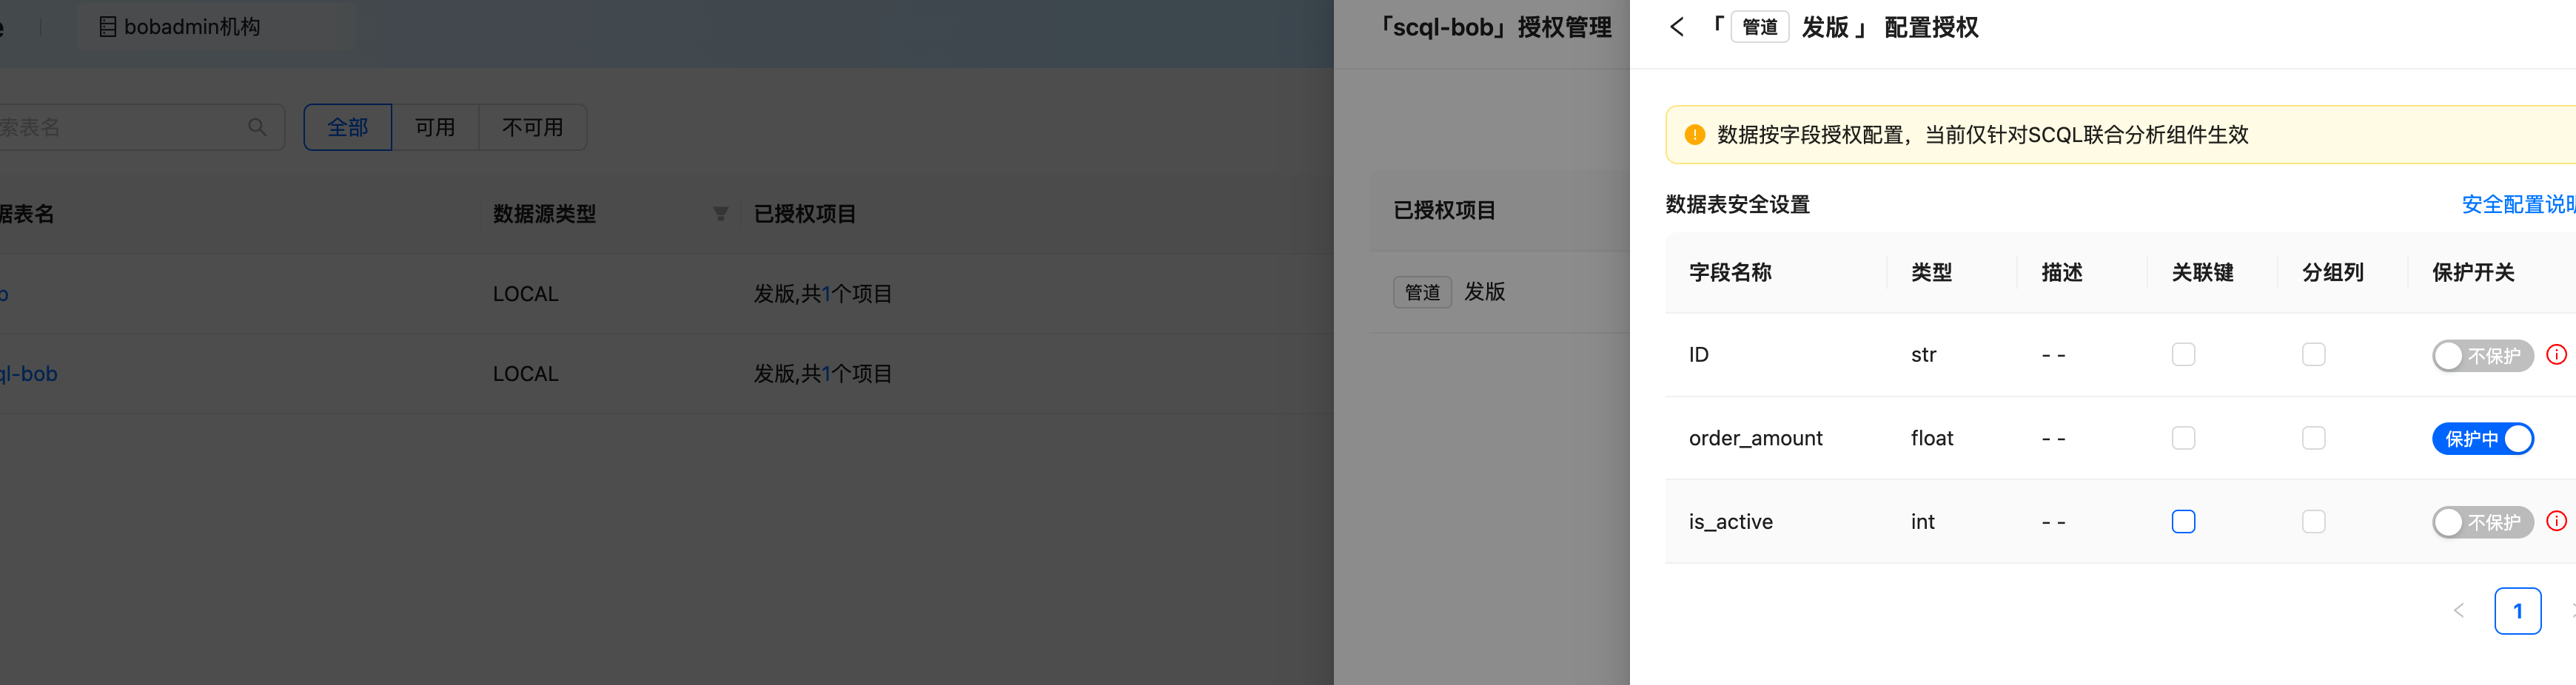 bobadmin机构
索表名
全部
可用
不可用
据表名
数据源类型
已授权项目
LOCAL
发版,共1个项目
ql-bob
LOCAL
发版,共1个项目
「scql-bob」授权管理
已授权项目
管道 发版
「 管道 发版 」 配置授权
数据按字段授权配置，当前仅针对SCQL联合分析组件生效
数据表安全设置
安全配置说明
字段名称 类型 描述 关联键 分组列 保护开关
ID str - - 不保护
order_amount float - - 保护中
is_active int - - 不保护
1